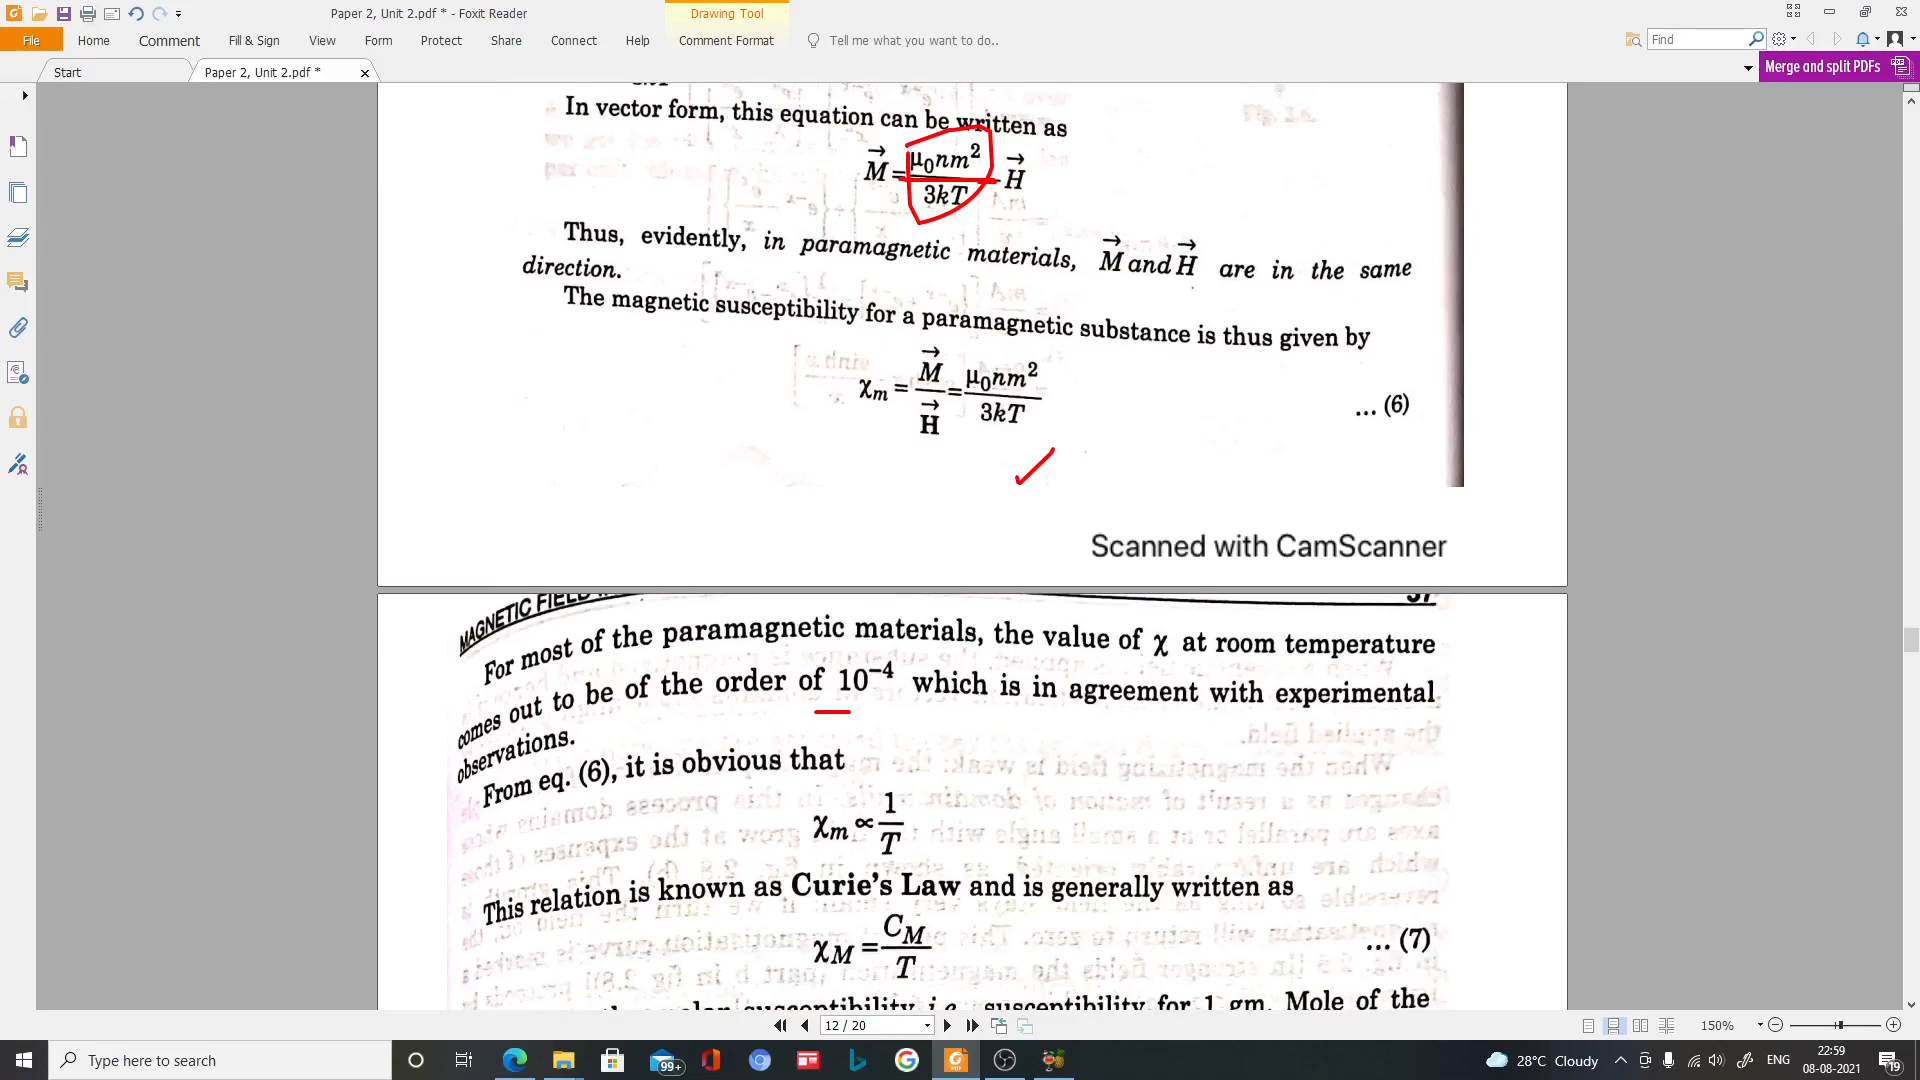 Paper 2, Unit 2.pdf * - Foxit Reader
Drawing Tool
File Home Comment Fill & Sign View Form Protect Share Connect Help Comment Format Tell me what you want to do.. Find
Start Paper 2, Unit 2.pdf * Merge and split PDFs
In vector form, this equation can be written as
M⃗ = μ₀nm² / 3kT H⃗
Thus, evidently, in paramagnetic materials, M⃗ and H⃗ are in the same
direction.
The magnetic susceptibility for a paramagnetic substance is thus given by
χm = M⃗ / H⃗ = μ₀nm² / 3kT ... (6)
Scanned with CamScanner
MAGNETIC FIELD
For most of the paramagnetic materials, the value of χ at room temperature
comes out to be of the order of 10⁻⁴ which is in agreement with experimental
observations.
From eq. (6), it is obvious that
χm ∝ 1 / T
This relation is known as Curie's Law and is generally written as
χM = CM / T ... (7)
susceptibility i.e. susceptibility for 1 gm. Mole of the
12 / 20 150%
Type here to search 99+ 28°C Cloudy ENG 22:59
08-08-2021 19